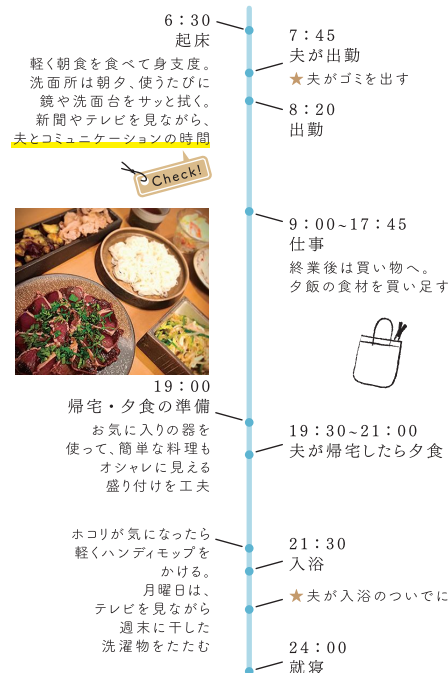 6：30
起床
軽く朝食を食べて身支度。
洗面所は朝夕、使うたびに
鏡や洗面台をサッと拭く。
新聞やテレビを見ながら、
夫とコミュニケーションの時間
Check!
7：45
夫が出勤
★夫がゴミを出す
8：20
出勤
9：00~17：45
仕事
終業後は買い物へ。
夕飯の食材を買い足す
19：00
帰宅・夕食の準備
お気に入りの器を
使って、簡単な料理も
オシャレに見える
盛り付けを工夫
19：30~21：00
夫が帰宅したら夕食
ホコリが気になったら
軽くハンディモップを
かける。
月曜日は、
テレビを見ながら
週末に干した
洗濯物をたたむ
21：30
入浴
★夫が入浴のついでに
24：00
就寝